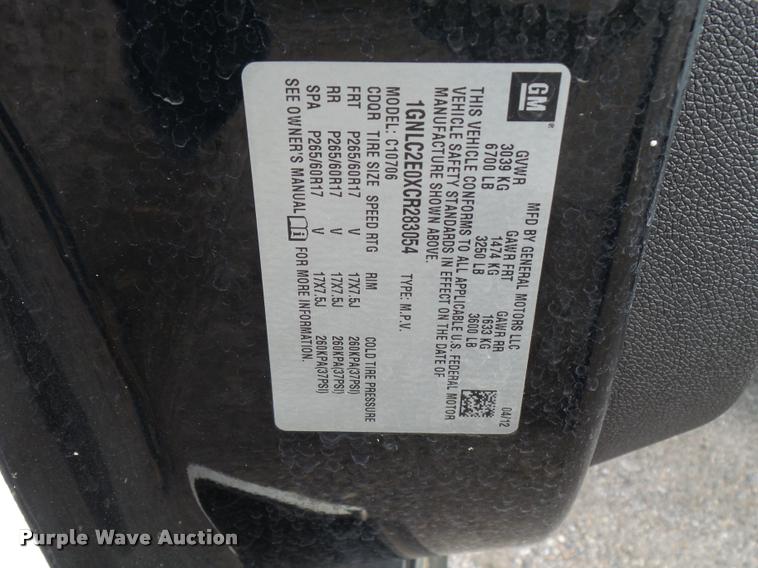 GM®
MFD BY GENERAL MOTORS LLC 04/12
GVWR GAWR FRT GAWR RR
3039 KG 1474 KG 1633 KG
6700 LB 3250 LB 3600 LB
THIS VEHICLE CONFORMS TO ALL APPLICABLE U.S. FEDERAL MOTOR
VEHICLE SAFETY STANDARDS IN EFFECT ON THE DATE OF
MANUFACTURE SHOWN ABOVE.
1GNLC2E0XCR283054 TYPE: M.P.V.
MODEL: C10706
CDOR TIRE SIZE SPEED RTG RIM COLD TIRE PRESSURE
FRT P265/60R17 V 17X7.5J 260KPA(37PSI)
RR P265/60R17 V 17X7.5J 260KPA(37PSI)
SPA P265/60R17 V 17X7.5J 260KPA(37PSI)
SEE OWNER'S MANUAL i FOR MORE INFORMATION.
Purple Wave Auction